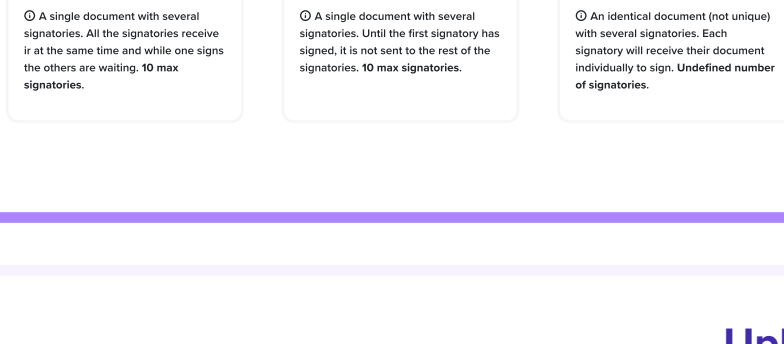 A single document with several
signatories. All the signatories receive
ir at the same time and while one signs
the others are waiting. 10 max
signatories.
A single document with several
signatories. Until the first signatory has
signed, it is not sent to the rest of the
signatories. 10 max signatories.
An identical document (not unique)
with several signatories. Each
signatory will receive their document
individually to sign. Undefined number
of signatories.